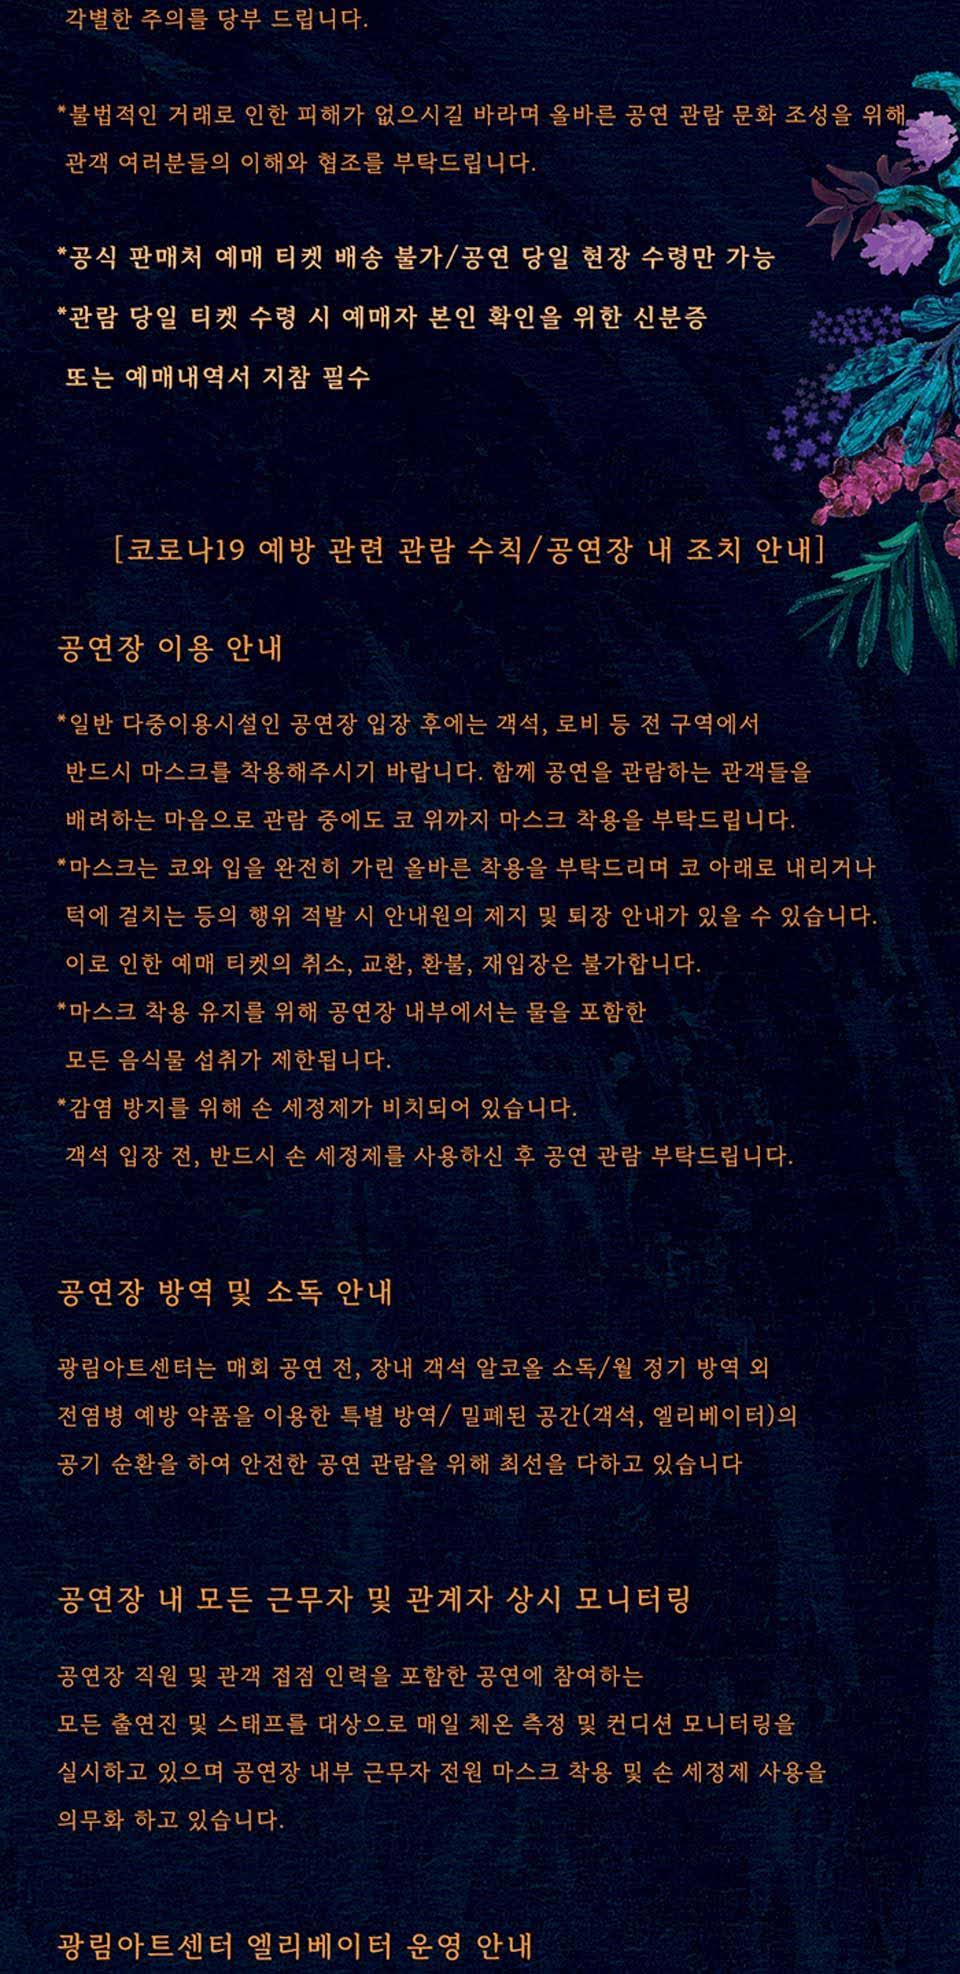 각별한 주의를 당부 드립니다.
*불법적인 거래로 인한 피해가 없으시길 바라며 올바른 공연 관람 문화 조성을 위해
관객 여러분들의 이해와 협조를 부탁드립니다.
*공식 판매처 예매 티켓 배송 불가/공연 당일 현장 수령만 가능
*관람 당일 티켓 수령 시 예매자 본인 확인을 위한 신분증
또는 예매내역서 지참 필수
[코로나19 예방 관련 관람 수칙/공연장 내 조치 안내]
공연장 이용 안내
*일반 다중이용시설인 공연장 입장 후에는 객석, 로비 등 전 구역에서
반드시 마스크를 착용해주시기 바랍니다. 함께 공연을 관람하는 관객들을
배려하는 마음으로 관람 중에도 코 위까지 마스크 착용을 부탁드립니다.
*마스크는 코와 입을 완전히 가린 올바른 착용을 부탁드리며 코 아래로 내리거나
턱에 걸치는 등의 행위 적발 시 안내원의 제지 및 퇴장 안내가 있을 수 있습니다.
이로 인한 예매 티켓의 취소, 교환, 환불, 재입장은 불가합니다.
*마스크 착용 유지를 위해 공연장 내부에서는 물을 포함한
모든 음식물 섭취가 제한됩니다.
*감염 방지를 위해 손 세정제가 비치되어 있습니다.
객석 입장 전, 반드시 손 세정제를 사용하신 후 공연 관람 부탁드립니다.
공연장 방역 및 소독 안내
광림아트센터는 매회 공연 전, 장내 객석 알코올 소독/월 정기 방역 외
전염병 예방 약품을 이용한 특별 방역/ 밀폐된 공간(객석, 엘리베이터)의
공기 순환을 하여 안전한 공연 관람을 위해 최선을 다하고 있습니다
공연장 내 모든 근무자 및 관계자 상시 모니터링
공연장 직원 및 관객 접점 인력을 포함한 공연에 참여하는
모든 출연진 및 스태프를 대상으로 매일 체온 측정 및 컨디션 모니터링을
실시하고 있으며 공연장 내부 근무자 전원 마스크 착용 및 손 세정제 사용을
의무화 하고 있습니다.
광림아트센터 엘리베이터 운영 안내